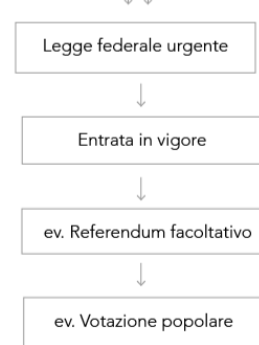 Legge federale urgente
Entrata in vigore
ev. Referendum facoltativo
ev. Votazione popolare